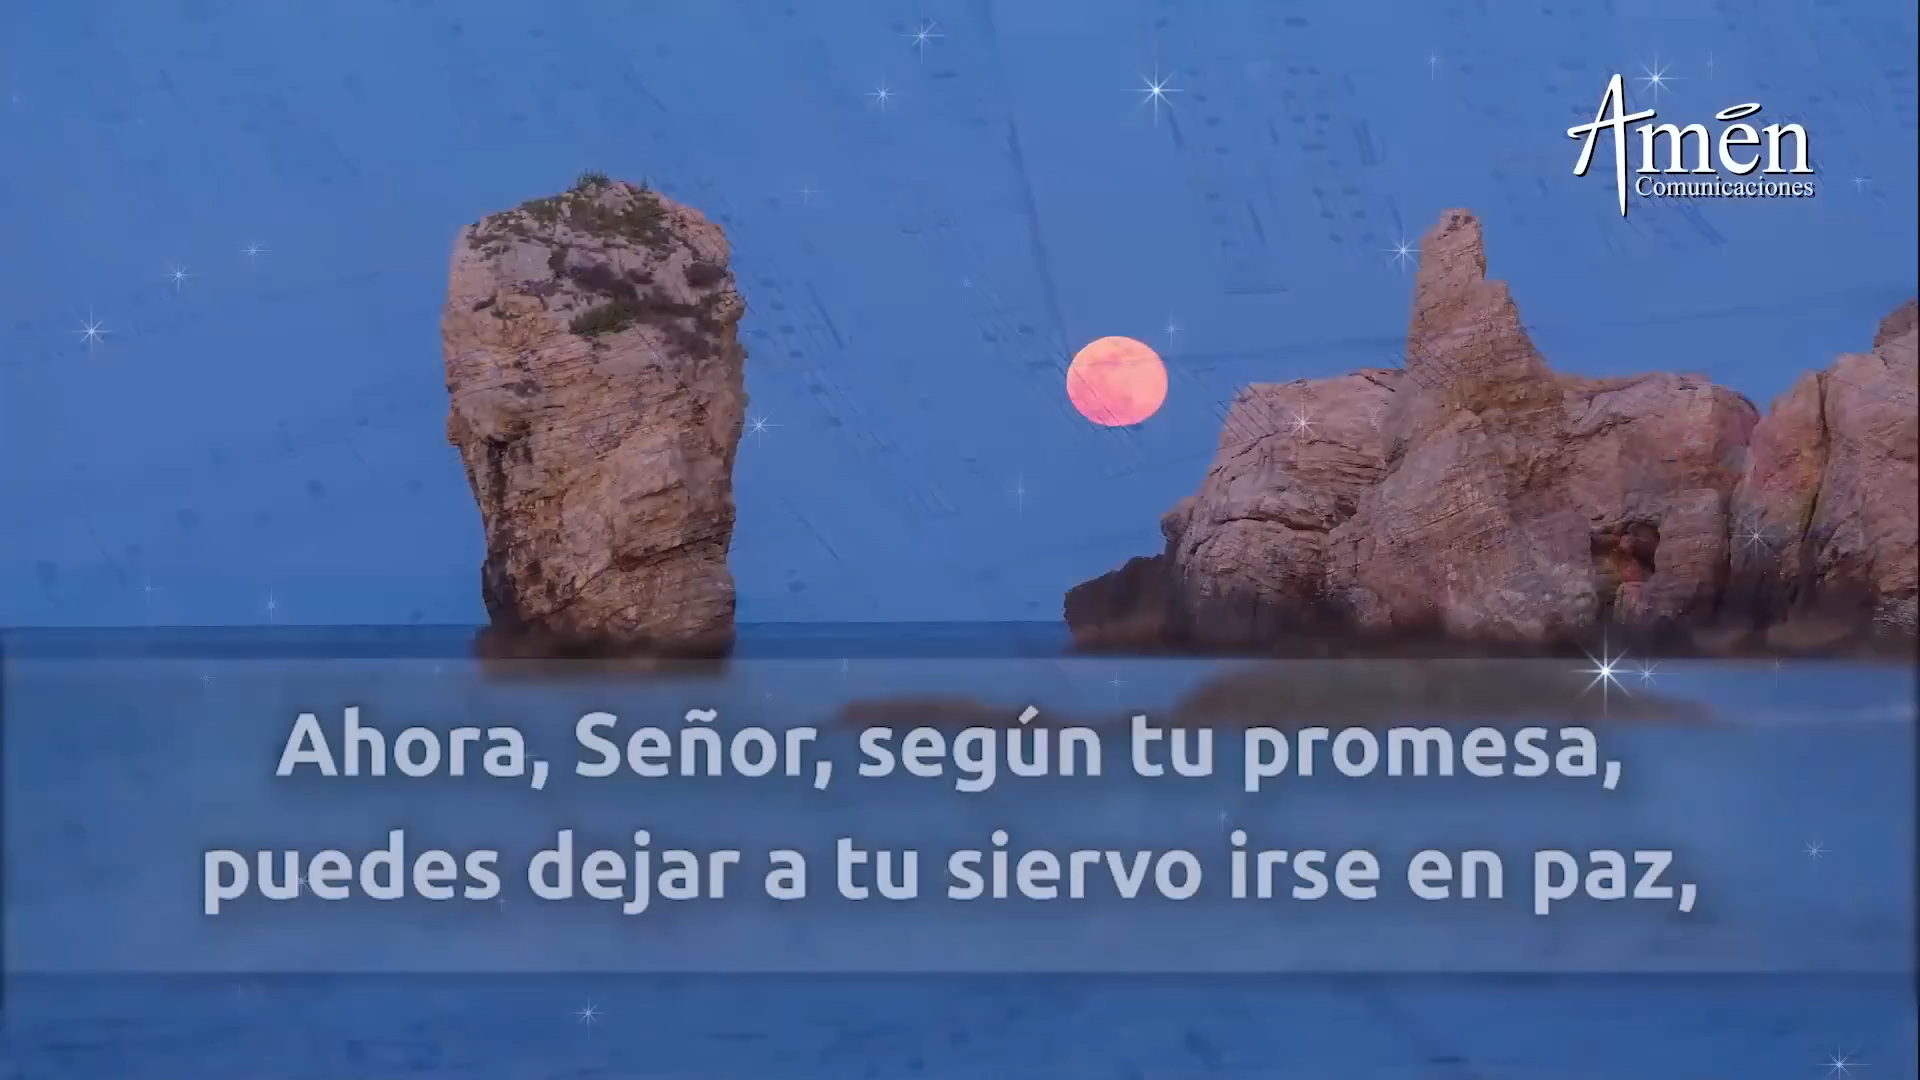 Amén
Comunicaciones
Ahora, Señor, según tu promesa,
puedes dejar a tu siervo irse en paz,